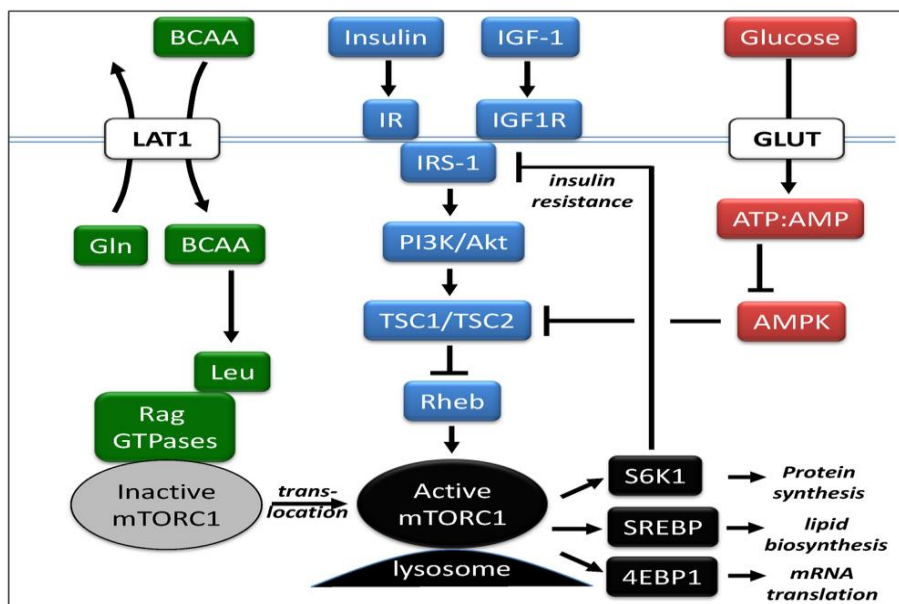 BCAA
Insulin
IGF-1
Glucose
IR
IGF1R
LAT1
GLUT
IRS-1
insulin
resistance
Gln
BCAA
PI3K/Akt
ATP:AMP
TSC1/TSC2
AMPK
Leu
Rheb
Rag
GTPases
Inactive
mTORC1
trans-
location
Active
mTORC1
lysosome
S6K1
Protein
synthesis
SREBP
lipid
biosynthesis
4EBP1
mRNA
translation